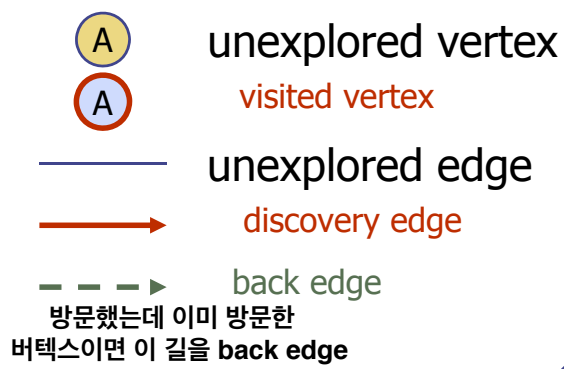 A unexplored vertex
A visited vertex
unexplored edge
discovery edge
back edge
방문했는데 이미 방문한
버텍스이면 이 길을 back edge